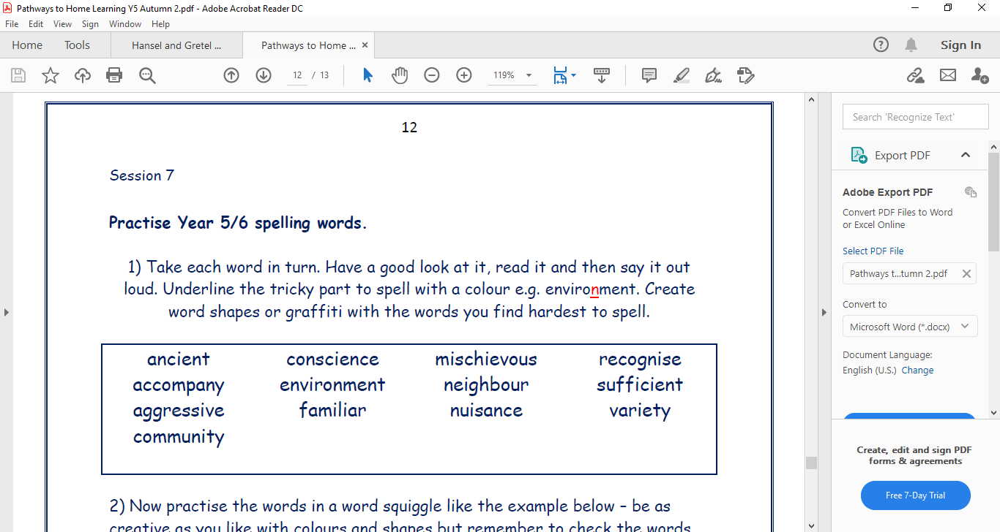 Pathways to Home Learning Y5 Autumn 2.pdf - Adobe Acrobat Reader DC
File Edit View Sign Window Help
Home Tools Hansel and Gretel ... Pathways to Home ... Sign In
12 / 13 119%
12
Session 7
Practise Year 5/6 spelling words.
1) Take each word in turn. Have a good look at it, read it and then say it out
loud. Underline the tricky part to spell with a colour e.g. environment. Create
word shapes or graffiti with the words you find hardest to spell.
ancient conscience mischievous recognise
accompany environment neighbour sufficient
aggressive familiar nuisance variety
community
2) Now practise the words in a word squiggle like the example below – be as
creative as you like with colours and shapes but remember to check the words
Search 'Recognize Text'
Export PDF
Adobe Export PDF
Convert PDF Files to Word
or Excel Online
Select PDF File
Pathways t...tumn 2.pdf
Convert to
Microsoft Word (*.docx)
Document Language:
English (U.S.) Change
Create, edit and sign PDF
forms & agreements
Free 7-Day Trial